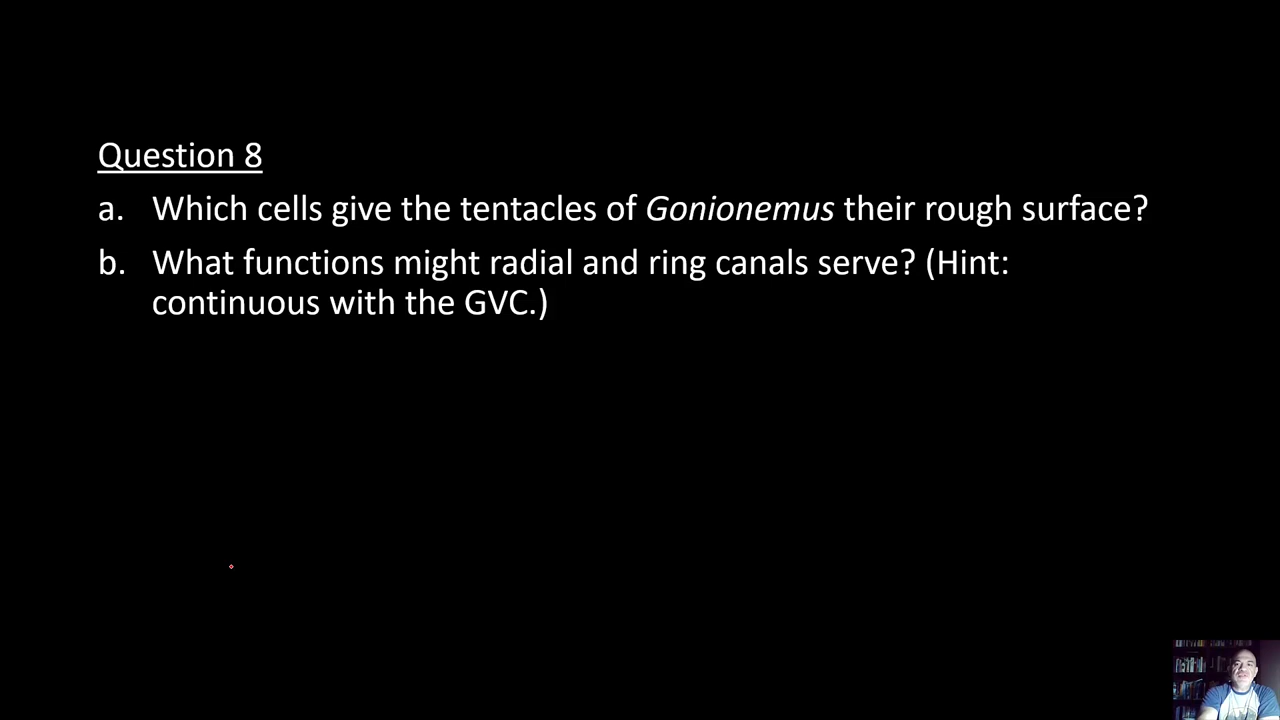 Question 8
a. Which cells give the tentacles of Gonionemus their rough surface?
b. What functions might radial and ring canals serve? (Hint:
continuous with the GVC.)